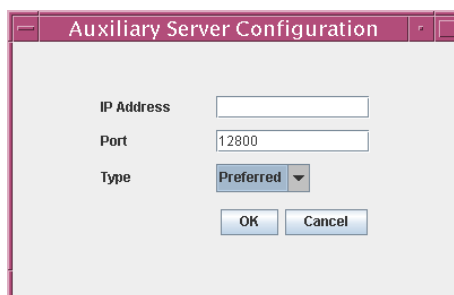 Auxiliary Server Configuration
IP Address
Port 12800
Type Preferred
OK Cancel